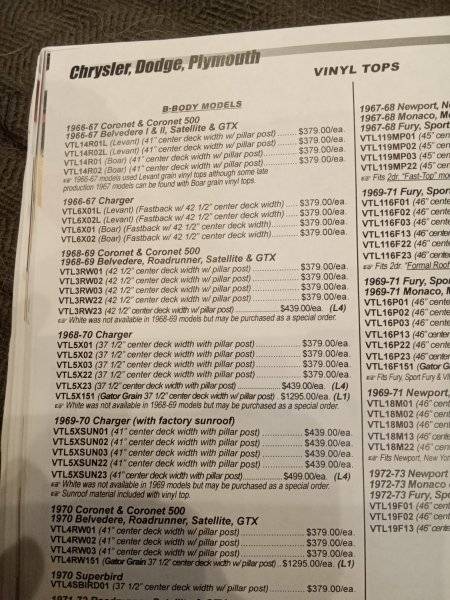 Chrysler, Dodge, Plymouth
VINYL TOPS
B-BODY MODELS
1966-67 Coronet & Coronet 500
1966-67 Belvedere I & II, Satellite & GTX
VTL14R01L (Levant) (41" center deck width w/ pillar post) ...... $379.00/ea.
VTL14R02L (Levant) (41" center deck width w/ pillar post) ...... $379.00/ea.
VTL14R01 (Boar) (41" center deck width w/ pillar post) ...... $379.00/ea.
VTL14R02 (Boar) (41" center deck width w/ pillar post) ...... $379.00/ea.
☞ 1966-67 models used Levant grain vinyl tops although some late
production 1967 models can be found with Boar grain vinyl tops.
1966-67 Charger
VTL6X01L (Levant) (Fastback w/ 42 1/2" center deck width) .... $379.00/ea.
VTL6X02L (Levant) (Fastback w/ 42 1/2" center deck width) .... $379.00/ea.
VTL6X01 (Boar) (Fastback w/ 42 1/2" center deck width) ...... $379.00/ea.
VTL6X02 (Boar) (Fastback w/ 42 1/2" center deck width) ...... $379.00/ea.
1968-69 Coronet & Coronet 500
1968-69 Belvedere, Roadrunner, Satellite & GTX
VTL3RW01 (42 1/2" center deck width w/ pillar post) ...... $379.00/ea.
VTL3RW02 (42 1/2" center deck width w/ pillar post) ...... $379.00/ea.
VTL3RW03 (42 1/2" center deck width w/ pillar post) ...... $379.00/ea.
VTL3RW22 (42 1/2" center deck width w/ pillar post) ...... $379.00/ea.
VTL3RW23 (42 1/2" center deck width w/ pillar post) ...... $439.00/ea. (L4)
☞ White was not available in 1968-69 models but may be purchased as a special order.
1968-70 Charger
VTL5X01 (37 1/2" center deck width with pillar post) ...... $379.00/ea.
VTL5X02 (37 1/2" center deck width with pillar post) ...... $379.00/ea.
VTL5X03 (37 1/2" center deck width with pillar post) ...... $379.00/ea.
VTL5X22 (37 1/2" center deck width with pillar post) ...... $379.00/ea.
VTL5X23 (37 1/2" center deck width with pillar post) ...... $439.00/ea. (L4)
VTL5X151 (Gator Grain 37 1/2" center deck width w/ pillar post) . $1295.00/ea. (L1)
☞ White was not available in 1968-69 models but may be purchased as a special order.
1969-70 Charger (with factory sunroof)
VTL5XSUN01 (41" center deck width with pillar post) ...... $439.00/ea.
VTL5XSUN02 (41" center deck width with pillar post) ...... $439.00/ea.
VTL5XSUN03 (41" center deck width with pillar post) ...... $439.00/ea.
VTL5XSUN22 (41" center deck width with pillar post) ...... $439.00/ea.
VTL5XSUN23 (41" center deck width with pillar post) ...... $499.00/ea. (L4)
☞ White was not available in 1969 models but may be purchased as a special order.
☞ Sunroof material included with vinyl top.
1970 Coronet & Coronet 500
1970 Belvedere, Roadrunner, Satellite, GTX
VTL4RW01 (41" center deck width w/ pillar post) ...... $379.00/ea.
VTL4RW02 (41" center deck width w/ pillar post) ...... $379.00/ea.
VTL4RW03 (41" center deck width w/ pillar post) ...... $379.00/ea.
VTL4RW151 (Gator Grain 41" center deck width w/ pillar post) . $1295.00/ea. (L1)
1970 Superbird
VTL4SBIRD01 (37 1/2" center deck width w/ pillar post) ...... $379.00/ea.
1967-68 Newport,
1967-68 Monaco,
1967-68 Fury, Sport
VTL119MP01 (45" cent
VTL119MP02 (45" cen
VTL119MP03 (45" cen
VTL119MP22 (45" cen
☞ Fits 2dr. "Fast-Top" mod
1969-71 Fury, Spor
VTL116F01 (46" cente
VTL116F02 (46" cente
VTL116F03 (46" cente
VTL116F13 (46" cente
VTL116F22 (46" cente
VTL116F23 (46" cente
☞ Fits 2dr. "Formal Roof
1969-71 Fury, Spor
1969-71 Monaco,
VTL16P01 (46" center
VTL16P02 (46" center
VTL16P03 (46" center
VTL16P13 (46" center
VTL16P22 (46" center
VTL16P23 (46" center
VTL16F151 (Gator
☞ Fits Fury, Sport Fury &
1969-71 Newport,
VTL18M01 (46" cent
VTL18M02 (46" cent
VTL18M03 (46" cent
VTL18M13 (46" cent
VTL18M22 (46" cent
☞ Fits Newport, New York
1972-73 Newport
1972-73 Monaco
1972-73 Fury, Sp
VTL19F01 (46" cent
VTL19F02 (46" cent
VTL19F13 (46" cente